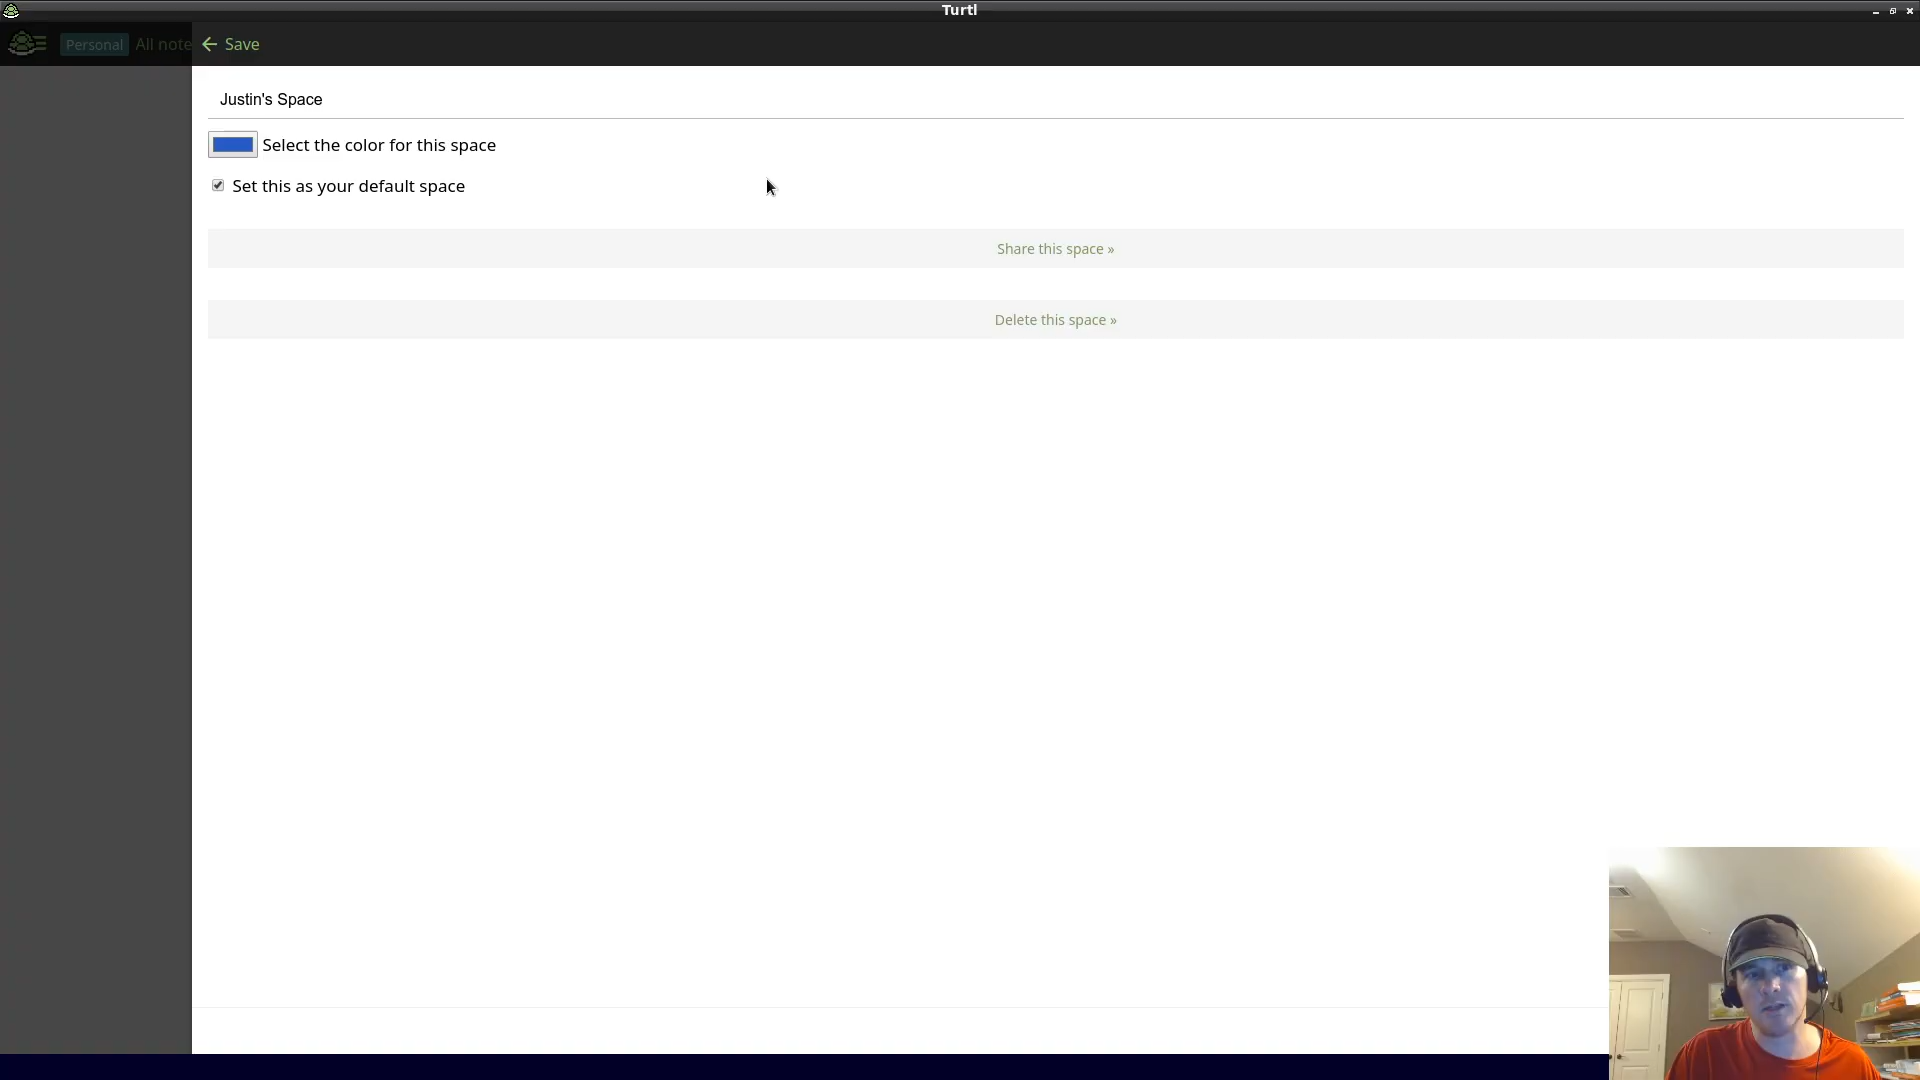 Turtl
Personal All note
Save
Justin's Space
Select the color for this space
Set this as your default space
Share this space »
Delete this space »